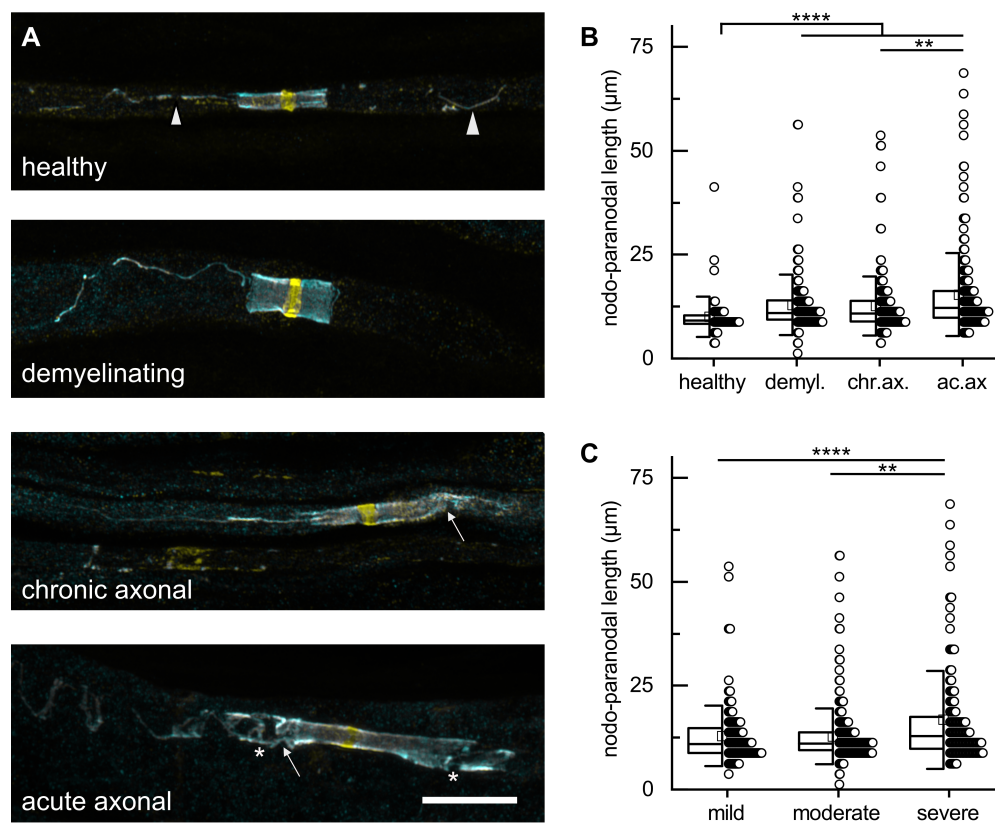 A
healthy
demyelinating
chronic axonal
*
*
acute axonal
B
nodo-paranodal length (µm)
75
50
25
0
****
**
healthy demyl. chr.ax. ac.ax
C
nodo-paranodal length (µm)
75
50
25
0
****
**
mild moderate severe